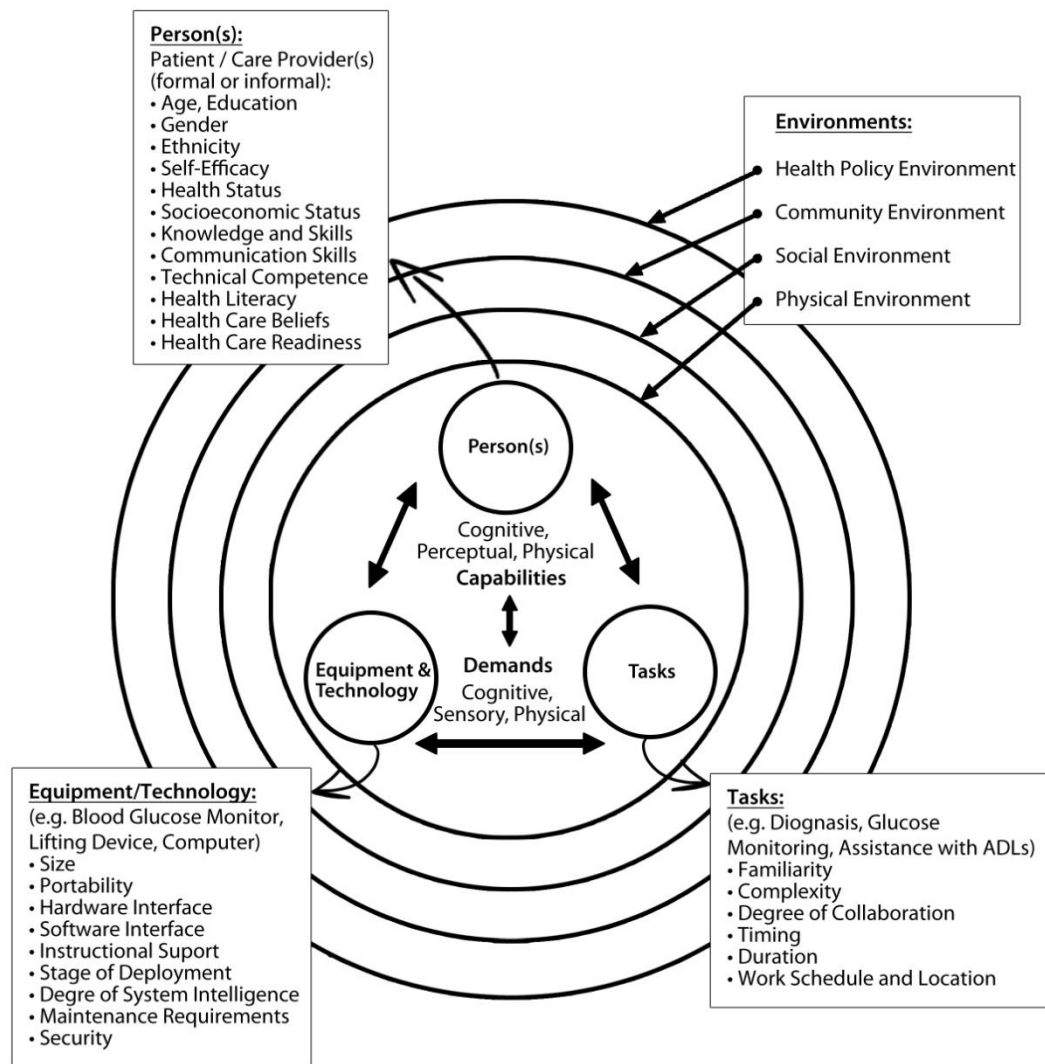 Person(s):
Patient / Care Provider(s)
(formal or informal):
• Age, Education
• Gender
• Ethnicity
• Self-Efficacy
• Health Status
• Socioeconomic Status
• Knowledge and Skills
• Communication Skills
• Technical Competence
• Health Literacy
• Health Care Beliefs
• Health Care Readiness
Environments:
Health Policy Environment
Community Environment
Social Environment
Physical Environment
Person(s)
Cognitive,
Perceptual, Physical
Capabilities
Equipment &
Technology
Demands
Cognitive,
Sensory, Physical
Tasks
Equipment/Technology:
(e.g. Blood Glucose Monitor,
Lifting Device, Computer)
• Size
• Portability
• Hardware Interface
• Software Interface
• Instructional Suport
• Stage of Deployment
• Degre of System Intelligence
• Maintenance Requirements
• Security
Tasks:
(e.g. Diognasis, Glucose
Monitoring, Assistance with ADLs)
• Familiarity
• Complexity
• Degree of Collaboration
• Timing
• Duration
• Work Schedule and Location